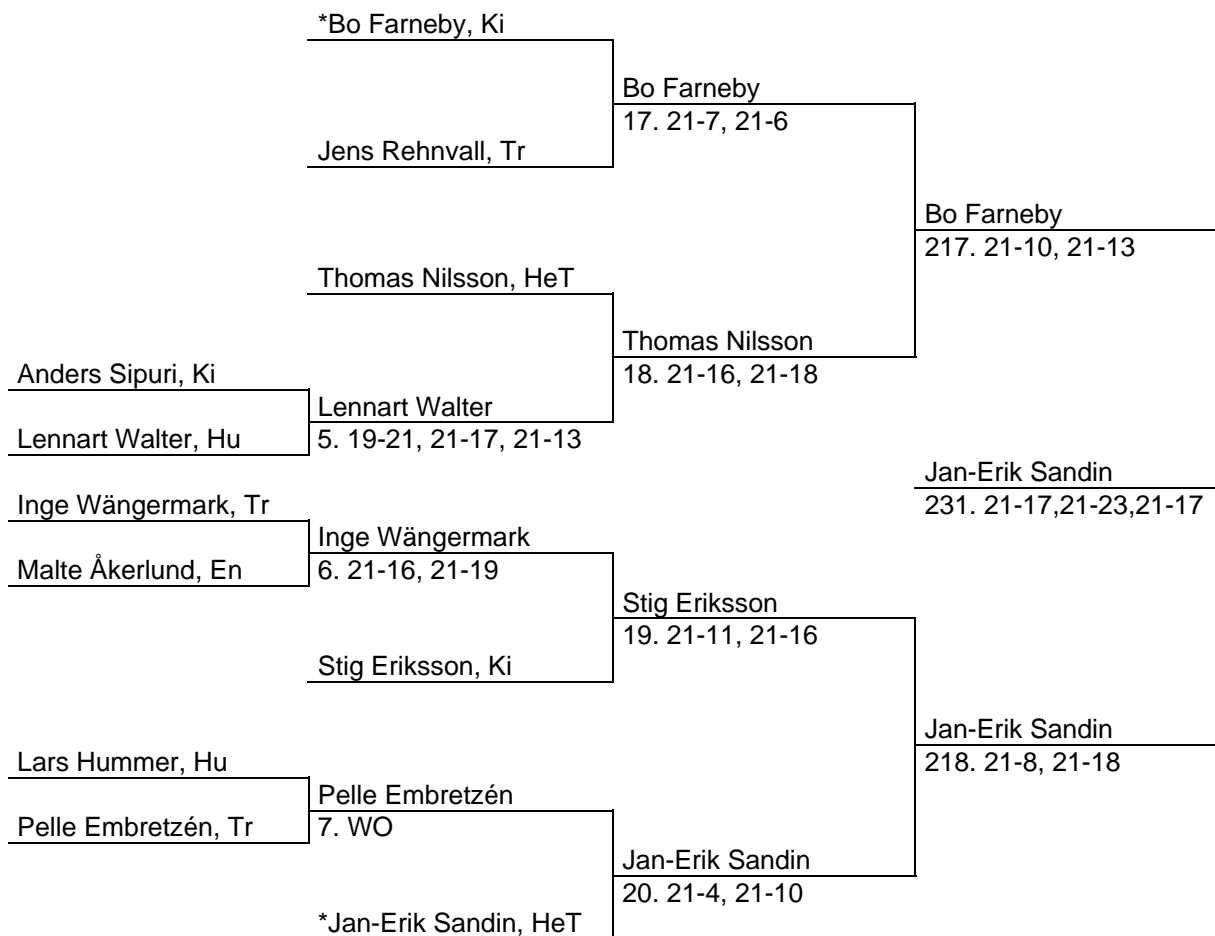 *Bo Farneby, Ki
Bo Farneby
17. 21-7, 21-6
Jens Rehnvall, Tr
Bo Farneby
217. 21-10, 21-13
Thomas Nilsson, HeT
Thomas Nilsson
18. 21-16, 21-18
Anders Sipuri, Ki
Lennart Walter
5. 19-21, 21-17, 21-13
Lennart Walter, Hu
Jan-Erik Sandin
231. 21-17,21-23,21-17
Inge Wängermark, Tr
Inge Wängermark
6. 21-16, 21-19
Malte Åkerlund, En
Stig Eriksson
19. 21-11, 21-16
Stig Eriksson, Ki
Jan-Erik Sandin
218. 21-8, 21-18
Lars Hummer, Hu
Pelle Embretzén
7. WO
Pelle Embretzén, Tr
Jan-Erik Sandin
20. 21-4, 21-10
*Jan-Erik Sandin, HeT